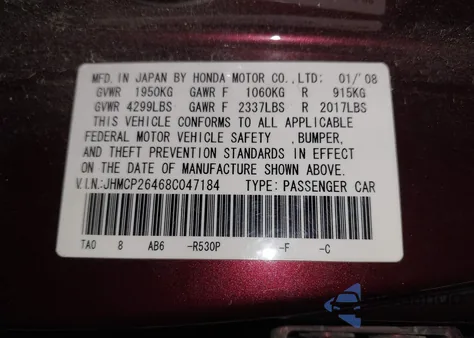 MFD. IN JAPAN BY HONDA MOTOR CO., LTD: 01/'08
GVWR 1950KG GAWR F 1060KG R 915KG
GVWR 4299LBS GAWR F 2337LBS R 2017LBS
THIS VEHICLE CONFORMS TO ALL APPLICABLE
FEDERAL MOTOR VEHICLE SAFETY , BUMPER,
AND THEFT PREVENTION STANDARDS IN EFFECT
ON THE DATE OF MANUFACTURE SHOWN ABOVE.
V.I.N.:JHMCP26468C047184 TYPE: PASSENGER CAR
TA0 8 AB6 -R530P -F -C